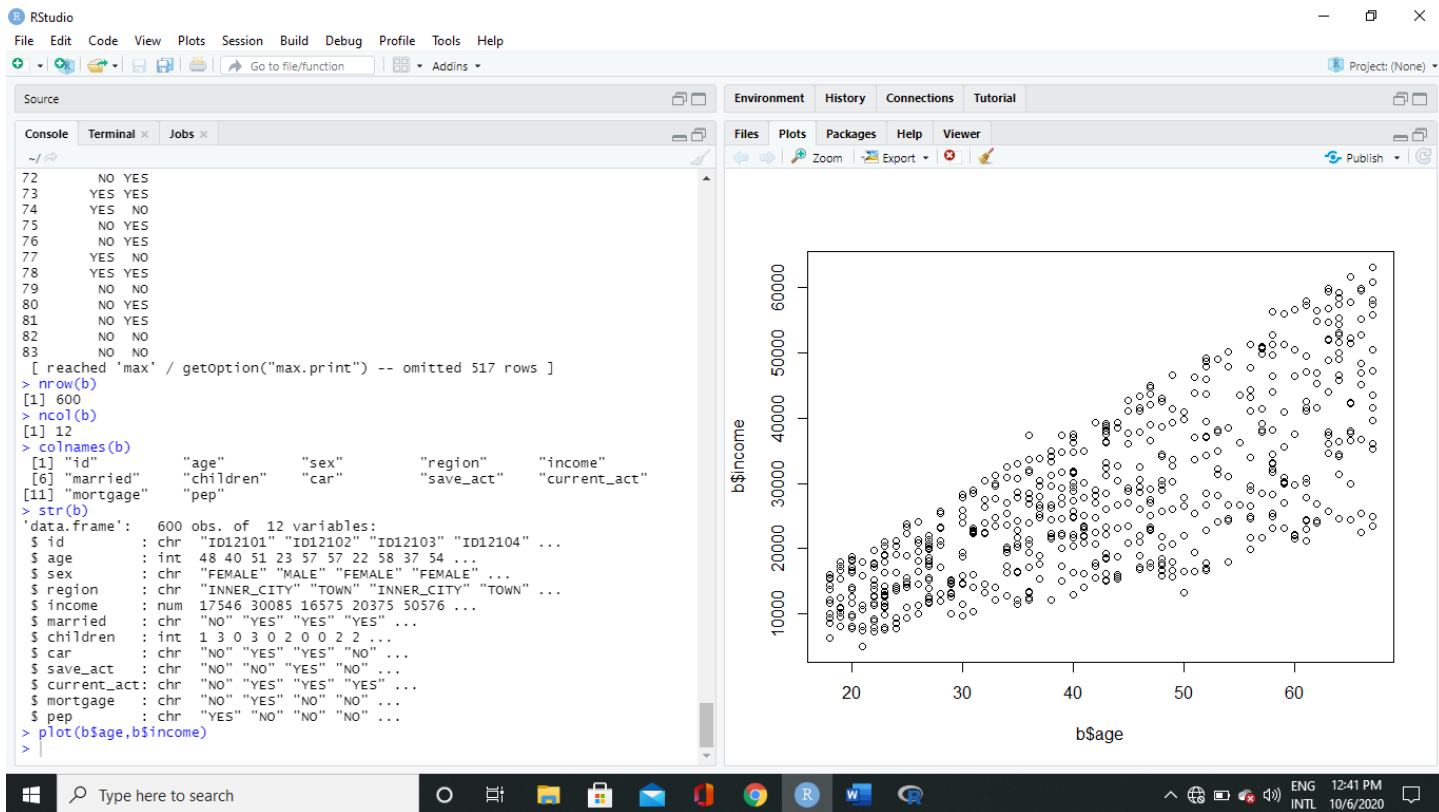 RStudio
File Edit Code View Plots Session Build Debug Profile Tools Help
Go to file/function Addins Project: (None)
Source
Console Terminal Jobs
~/
72 NO YES
73 YES YES
74 YES NO
75 NO YES
76 NO YES
77 YES NO
78 YES YES
79 NO NO
80 NO YES
81 NO YES
82 NO NO
83 NO NO
[ reached 'max' / getOption("max.print") -- omitted 517 rows ]
> nrow(b)
[1] 600
> ncol(b)
[1] 12
> colnames(b)
[1] "id" "age" "sex" "region" "income"
[6] "married" "children" "car" "save_act" "current_act"
[11] "mortgage" "pep"
> str(b)
'data.frame': 600 obs. of 12 variables:
$ id : chr "ID12101" "ID12102" "ID12103" "ID12104" ...
$ age : int 48 40 51 23 57 57 22 58 37 54 ...
$ sex : chr "FEMALE" "MALE" "FEMALE" "FEMALE" ...
$ region : chr "INNER_CITY" "TOWN" "INNER_CITY" "TOWN" ...
$ income : num 17546 30085 16575 20375 50576 ...
$ married : chr "NO" "YES" "YES" "YES" ...
$ children : int 1 3 0 3 0 2 0 0 2 2 ...
$ car : chr "NO" "YES" "YES" "NO" ...
$ save_act : chr "NO" "NO" "YES" "NO" ...
$ current_act: chr "NO" "YES" "YES" "YES" ...
$ mortgage : chr "NO" "YES" "NO" "NO" ...
$ pep : chr "YES" "NO" "NO" "NO" ...
> plot(b$age,b$income)
>
Environment History Connections Tutorial
Files Plots Packages Help Viewer
Zoom Export Publish
b$income
60000
50000
40000
30000
20000
10000
20 30 40 50 60
b$age
Type here to search
ENG 12:41 PM
INTL 10/6/2020